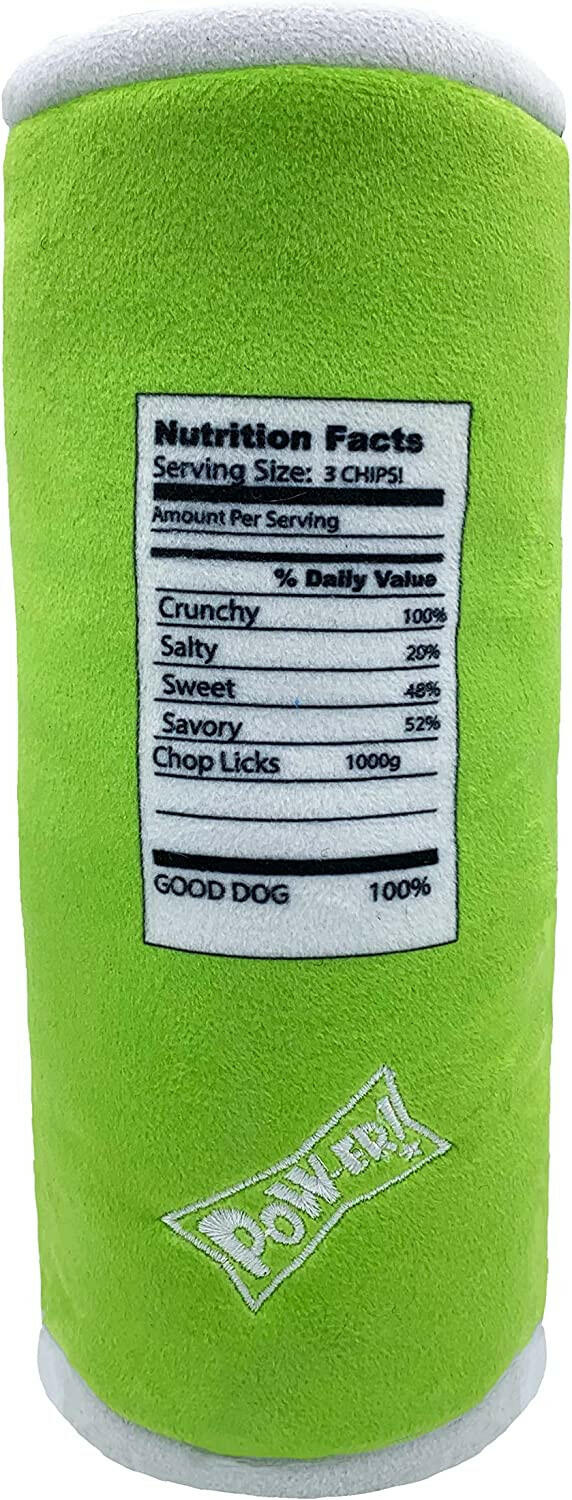 Nutrition Facts
Serving Size: 3 CHIPS!
Amount Per Serving
% Daily Value
Crunchy 100%
Salty 20%
Sweet 48%
Savory 52%
Chop Licks 1000g
GOOD DOG 100%
POW-ER!